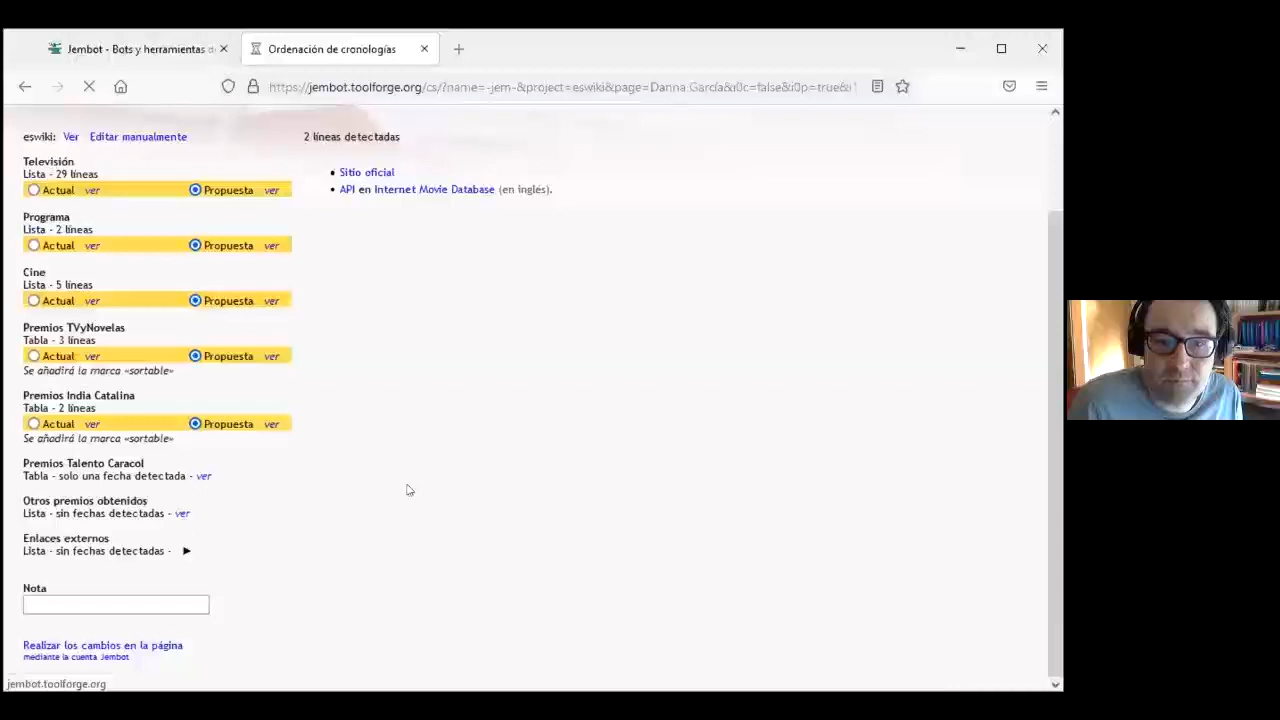 Jembot - Bots y herramientas d
Ordenación de cronologías
https://jembot.toolforge.org/cs/?name=-jem-&project=eswiki&page=Danna García&i0c=false&i0p=true&i1
eswiki: Ver Editar manualmente
2 líneas detectadas
Televisión
Lista - 29 líneas
Actual ver Propuesta ver
Sitio oficial
API en Internet Movie Database (en inglés).
Programa
Lista - 2 líneas
Actual ver Propuesta ver
Cine
Lista - 5 líneas
Actual ver Propuesta ver
Premios TVyNovelas
Tabla - 3 líneas
Actual ver Propuesta ver
Se añadirá la marca «sortable»
Premios India Catalina
Tabla - 2 líneas
Actual ver Propuesta ver
Se añadirá la marca «sortable»
Premios Talento Caracol
Tabla - solo una fecha detectada - ver
Otros premios obtenidos
Lista - sin fechas detectadas - ver
Enlaces externos
Lista - sin fechas detectadas - ►
Nota
Realizar los cambios en la página
mediante la cuenta Jembot
jembot.toolforge.org